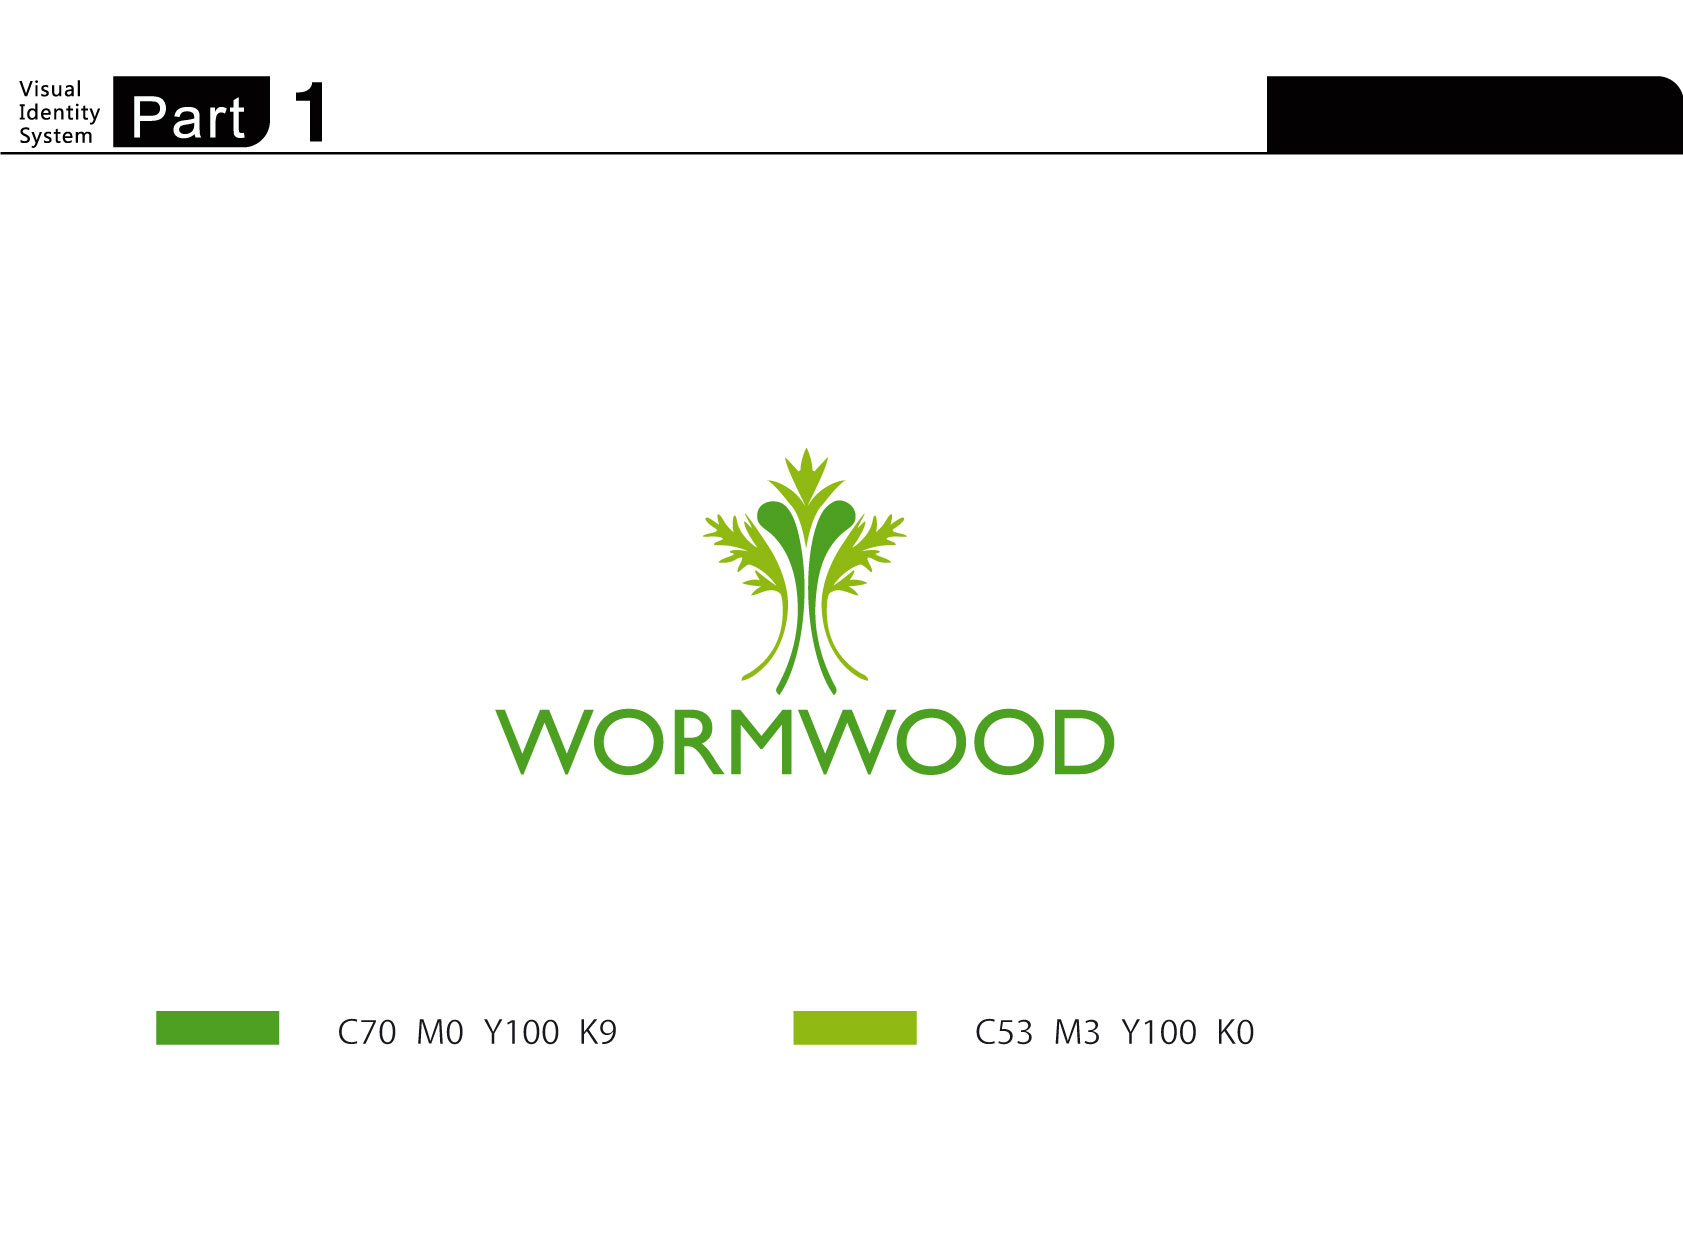 Visual
Identity
System
Part 1
WORMWOOD
C70 M0 Y100 K9
C53 M3 Y100 K0